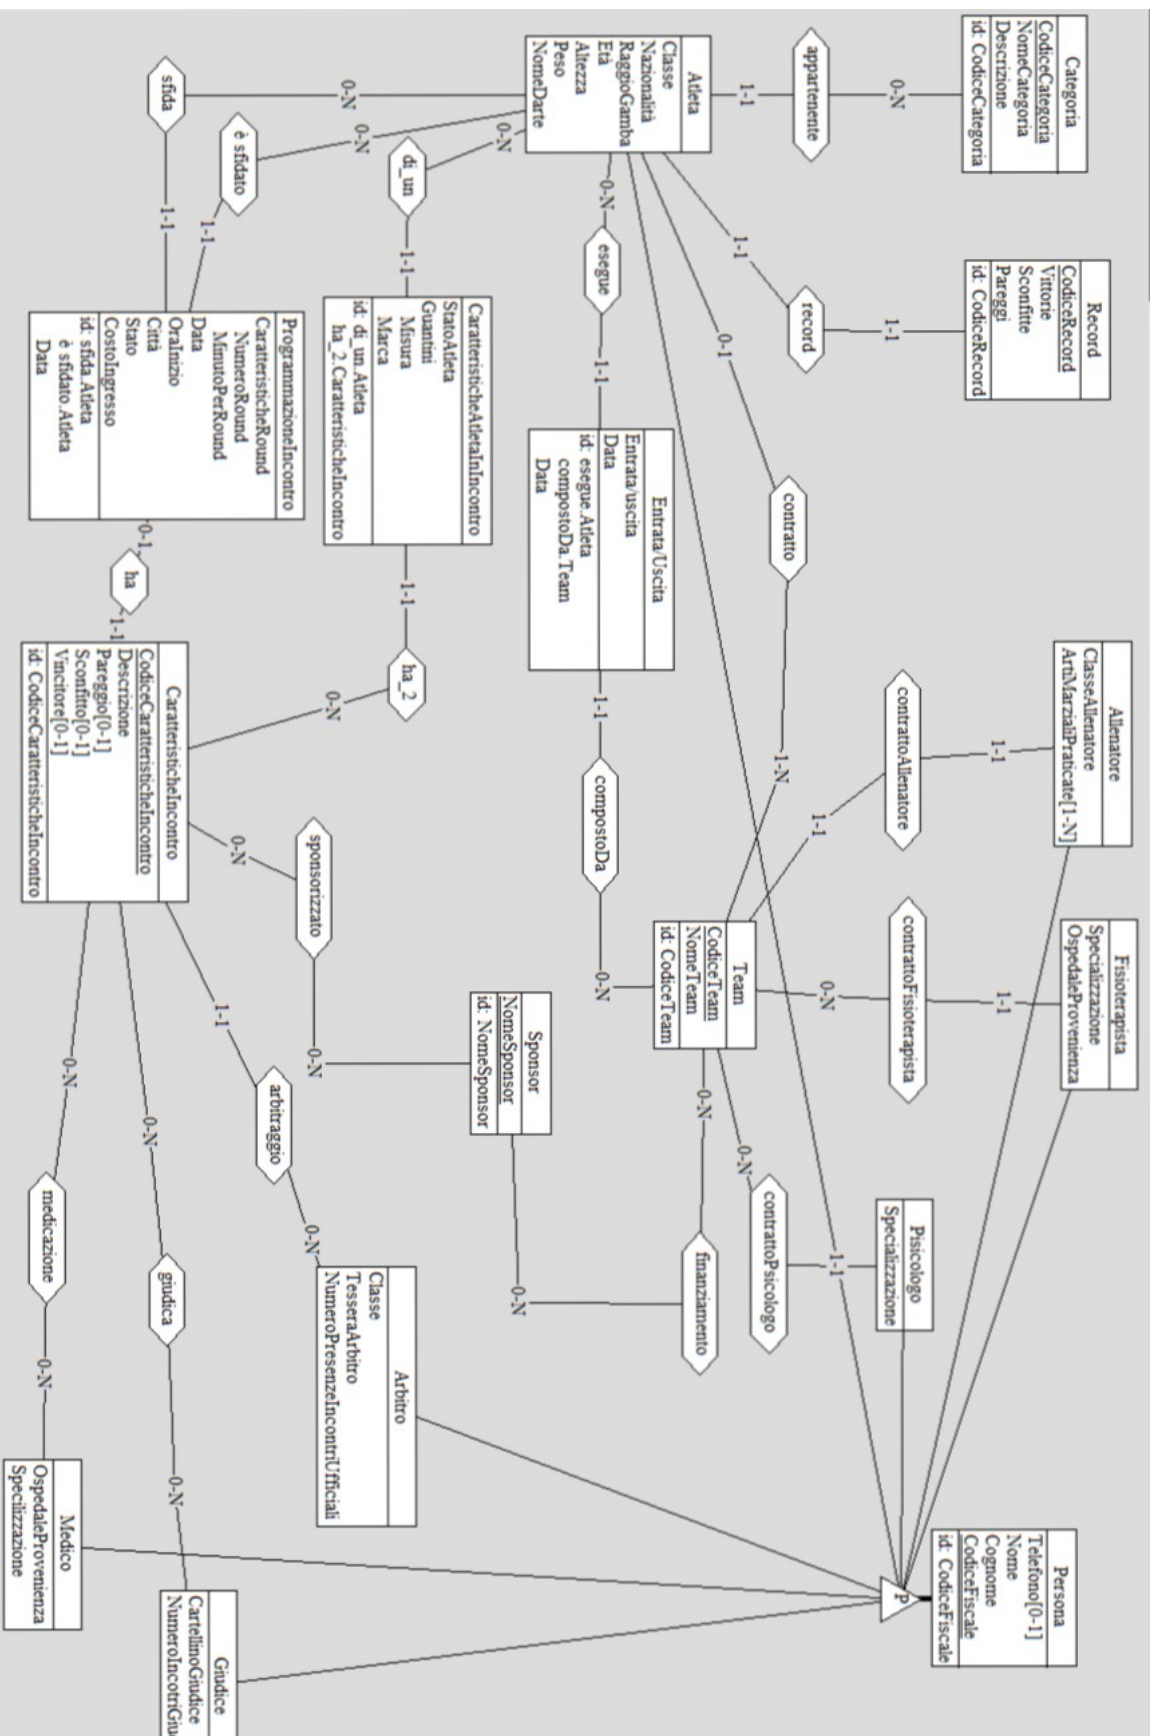 Categoria
CodiceCategoria
NomeCategoria
Descrizione
id: CodiceCategoria
0-N
appartenente
1-1
Atleta
Classe
Nazionalità
RaggioGamba
Età
Altezza
Peso
NomeDarte
0-N
sfida
1-1
0-N
è sfidato
1-1
0-N
di_un
1-1
Record
CodiceRecord
Vittorie
Sconfitte
Pareggi
id: CodiceRecord
1-1
record
1-1
0-1
contratto
1-N
0-N
esegue
1-1
Entrata/Uscita
Entrata/uscita
Data
id: esegue.Atleta
compostoDa.Team
Data
1-1
compostoDa
0-N
CaratteristicheAtletaInIncontro
StatoAtleta
Guantini
Misura
Marca
id: di_un.Atleta
ha_2.CaratteristicheIncontro
1-1
ha_2
0-N
ProgrammazioneIncontro
CaratteristicheRound
NumeroRound
MinutoPerRound
Data
OraInizio
Città
Stato
CostoIngresso
id: sfida.Atleta
è sfidato.Atleta
Data
0-1
ha
1-1
Allenatore
ClasseAllenatore
ArtiMarzialiPraticate[1-N]
1-1
contrattoAllenatore
1-1
Fisioterapista
Specializzazione
OspedaleProvenienza
1-1
contrattoFisioterapista
0-N
Team
CodiceTeam
NomeTeam
id: CodiceTeam
CaratteristicheIncontro
CodiceCaratteristicheIncontro
Descrizione
Pareggio[0-1]
Sconfitto[0-1]
Vincitore[0-1]
id: CodiceCaratteristicheIncontro
0-N
sponsorizzato
0-N
Sponsor
NomeSponsor
id: NomeSponsor
0-N
finanziamento
0-N
0-N
contrattoPsicologo
1-1
Pisicologo
Specializzazione
1-1
arbitraggio
0-N
Arbitro
Classe
TesseraArbitro
NumeroPresenzeIncontriUfficiali
0-N
giudica
0-N
Giudice
CartellinoGiudice
0-N
medicazione
0-N
Medico
OspedaleProvenienza
Specilizzazione
Persona
Telefono[0-1]
Nome
Cognome
CodiceFiscale
id: CodiceFiscale
P